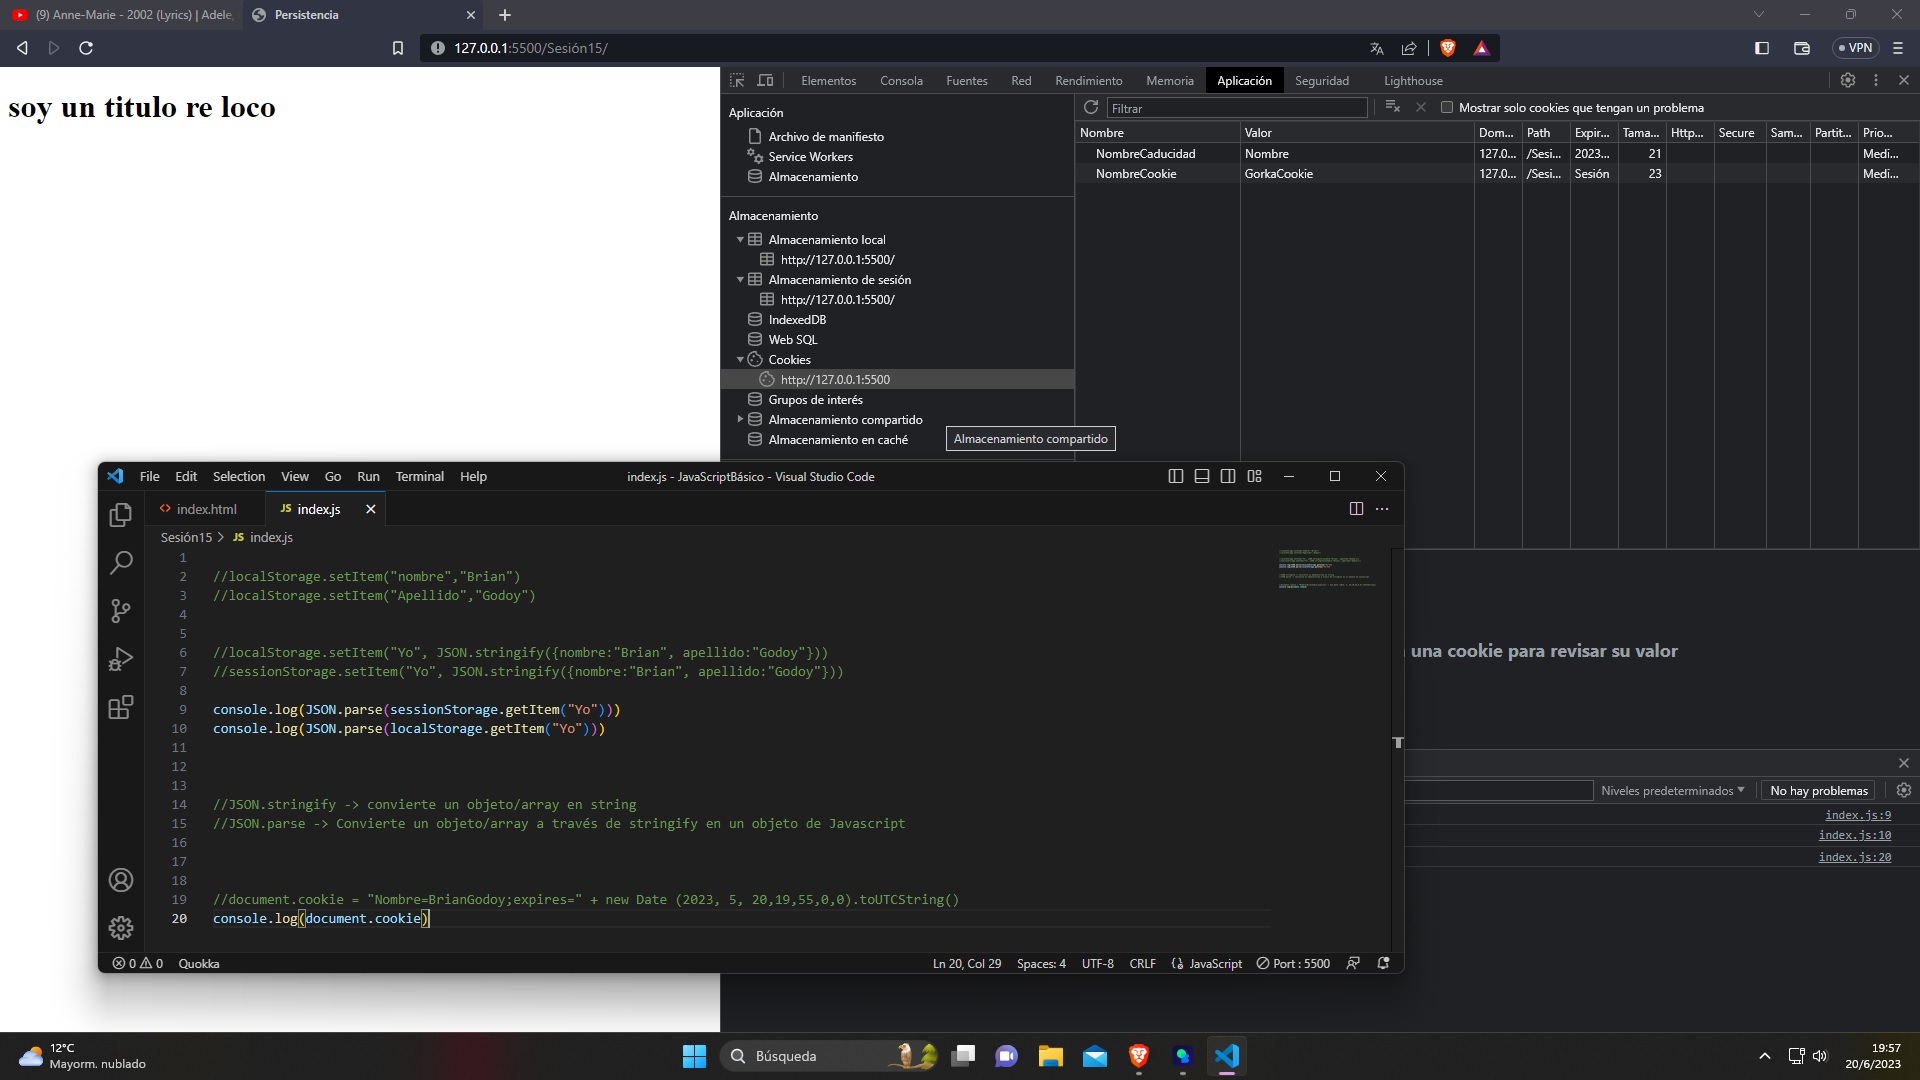 (9) Anne-Marie - 2002 (Lyrics) | Adele,
Persistencia
127.0.0.1:5500/Sesión15/
VPN
soy un titulo re loco
Elementos Consola Fuentes Red Rendimiento Memoria Aplicación Seguridad Lighthouse
Aplicación
Archivo de manifiesto
Service Workers
Almacenamiento
Almacenamiento
Almacenamiento local
http://127.0.0.1:5500/
Almacenamiento de sesión
http://127.0.0.1:5500/
IndexedDB
Web SQL
Cookies
http://127.0.0.1:5500
Grupos de interés
Almacenamiento compartido
Almacenamiento en caché
Almacenamiento compartido
Filtrar
Mostrar solo cookies que tengan un problema
Nombre Valor Dom... Path Expir... Tama... Http... Secure Sam... Partit... Prio...
NombreCaducidad Nombre 127.0... /Sesi... 2023... 21 Medi...
NombreCookie GorkaCookie 127.0... /Sesi... Sesión 23 Medi...
una cookie para revisar su valor
Niveles predeterminados No hay problemas
index.js:9
index.js:10
index.js:20
File Edit Selection View Go Run Terminal Help
index.js - JavaScriptBásico - Visual Studio Code
index.html
JS index.js
Sesión15 > JS index.js
1
2 //localStorage.setItem("nombre","Brian")
3 //localStorage.setItem("Apellido","Godoy")
4
5
6 //localStorage.setItem("Yo", JSON.stringify({nombre:"Brian", apellido:"Godoy"}))
7 //sessionStorage.setItem("Yo", JSON.stringify({nombre:"Brian", apellido:"Godoy"}))
8
9 console.log(JSON.parse(sessionStorage.getItem("Yo")))
10 console.log(JSON.parse(localStorage.getItem("Yo")))
11
12
13
14 //JSON.stringify -> convierte un objeto/array en string
15 //JSON.parse -> Convierte un objeto/array a través de stringify en un objeto de Javascript
16
17
18
19 //document.cookie = "Nombre=BrianGodoy;expires=" + new Date (2023, 5, 20,19,55,0,0).toUTCString()
20 console.log(document.cookie)
0 0 Quokka
Ln 20, Col 29 Spaces: 4 UTF-8 CRLF JavaScript Port : 5500
12°C
Mayorm. nublado
Búsqueda
19:57
20/6/2023